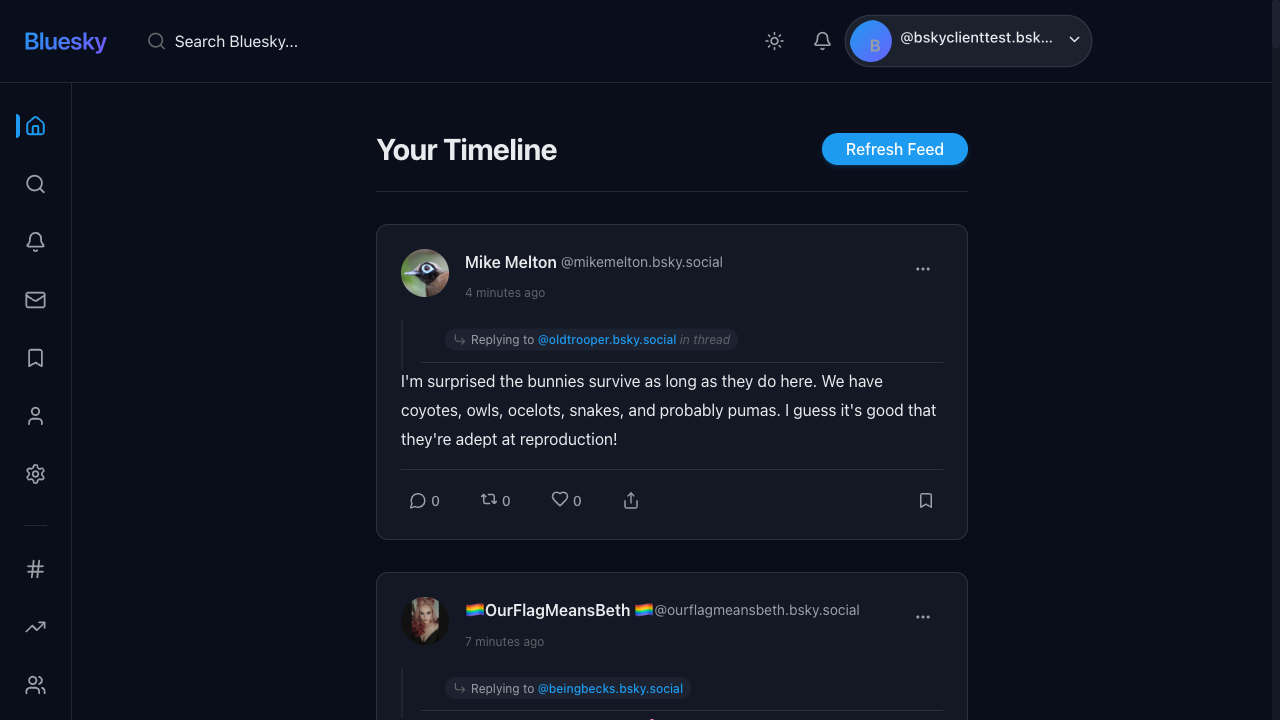 Bluesky
Search Bluesky...
B
@bskyclienttest.bsk...
Your Timeline
Refresh Feed
Mike Melton @mikemelton.bsky.social
4 minutes ago
Replying to @oldtrooper.bsky.social in thread
I'm surprised the bunnies survive as long as they do here. We have
coyotes, owls, ocelots, snakes, and probably pumas. I guess it's good that
they're adept at reproduction!
0 0 0
🏳️‍🌈OurFlagMeansBeth 🏳️‍🌈@ourflagmeansbeth.bsky.social
7 minutes ago
Replying to @beingbecks.bsky.social